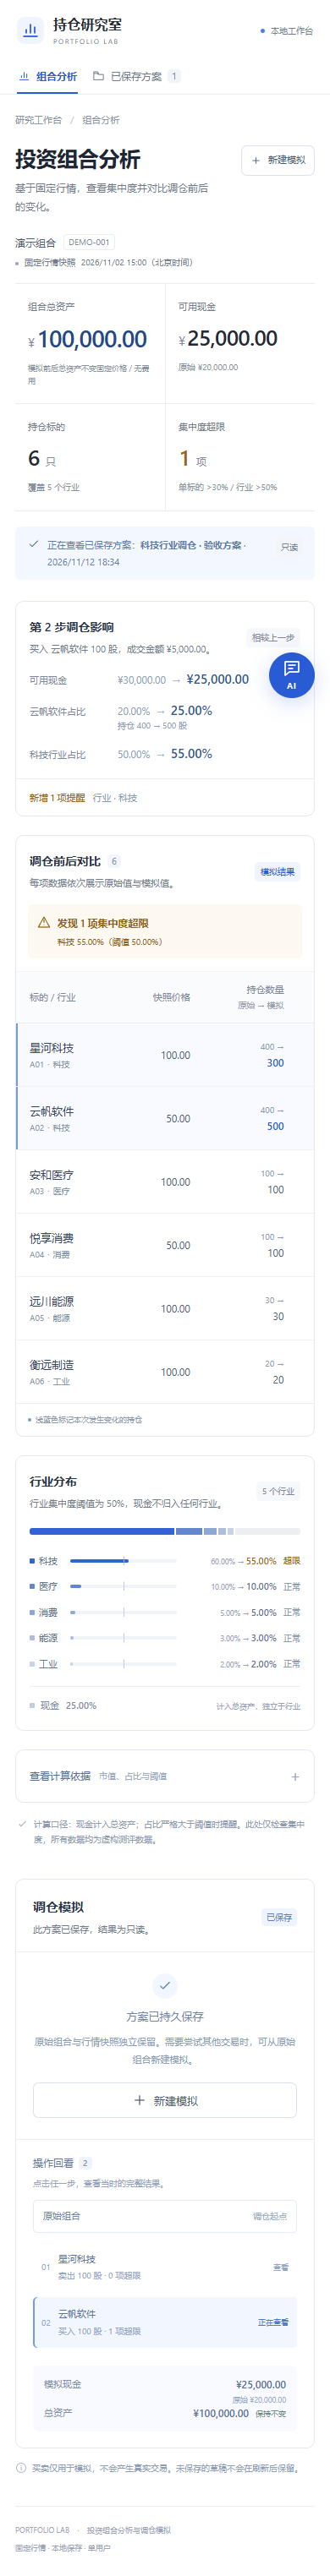 持仓研究室
PORTFOLIO LAB
本地工作台
组合分析
已保存方案 1
研究工作台 / 组合分析
投资组合分析
+ 新建模拟
基于固定行情，查看集中度并对比调仓前后
的变化。
演示组合 DEMO-001
固定行情快照 2026/11/02 15:00（北京时间）
组合总资产
¥100,000.00
模拟前后总资产不变固定价格 / 无费
用
可用现金
¥25,000.00
原始 ¥20,000.00
持仓标的
6 只
覆盖 5 个行业
集中度超限
1 项
单标的 >30% / 行业 >50%
正在查看已保存方案：科技行业调仓 · 验收方案 ·
2026/11/12 18:34
只读
第 2 步调仓影响
相较上一步
买入 云帆软件 100 股，成交金额 ¥5,000.00。
可用现金 ¥30,000.00 → ¥25,000.00
AI
云帆软件占比 20.00% → 25.00%
持仓 400 → 500 股
科技行业占比 50.00% → 55.00%
新增 1 项提醒 行业 · 科技
调仓前后对比 6
模拟结果
每项数据依次展示原始值与模拟值。
发现 1 项集中度超限
科技 55.00%（阈值 50.00%）
标的 / 行业 快照价格 持仓数量
原始 → 模拟
星河科技
A01 · 科技
100.00
400 →
300
云帆软件
A02 · 科技
50.00
400 →
500
安和医疗
A03 · 医疗
100.00
100 →
100
悦享消费
A04 · 消费
50.00
100 →
100
远川能源
A05 · 能源
100.00
30 →
30
衡远制造
A06 · 工业
100.00
20 →
20
浅蓝色标记本次发生变化的持仓
行业分布
5 个行业
行业集中度阈值为 50%，现金不归入任何行业。
科技 60.00% → 55.00% 超限
医疗 10.00% → 10.00% 正常
消费 5.00% → 5.00% 正常
能源 3.00% → 3.00% 正常
工业 2.00% → 2.00% 正常
现金 25.00% 计入总资产，独立于行业
查看计算依据 市值、占比与阈值 +
计算口径：现金计入总资产；占比严格大于阈值时提醒。此处仅检查集中
度，所有数据均为虚构测评数据。
调仓模拟
已保存
此方案已保存，结果为只读。
方案已持久保存
原始组合与行情快照独立保留。需要尝试其他交易时，可从原始
组合新建模拟。
+ 新建模拟
操作回看 2
点击任一步，查看当时的完整结果。
原始组合 调仓起点
01 星河科技
卖出 100 股 · 0 项超限
查看
02 云帆软件
买入 100 股 · 1 项超限
正在查看
模拟现金 ¥25,000.00
原始 ¥20,000.00
总资产 ¥100,000.00 保持不变
买卖仅用于模拟，不会产生真实交易。未保存的草稿不会在刷新后保留。
PORTFOLIO LAB · 投资组合分析与调仓模拟
固定行情 · 本地保存 · 单用户